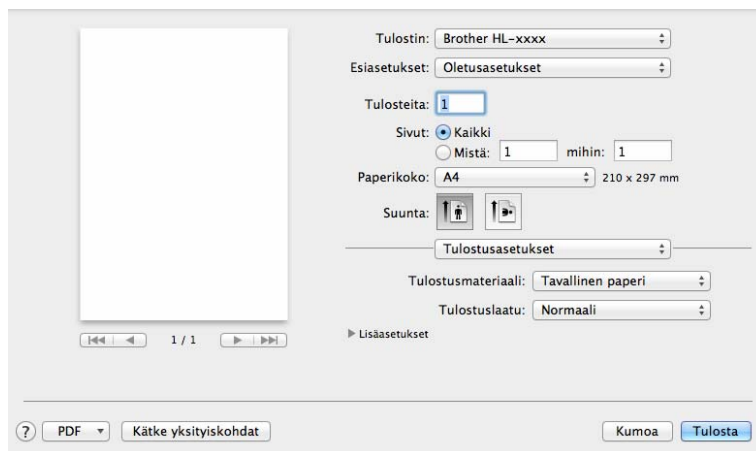 Tulostin: Brother HL-xxxx
Esiasetukset: Oletusasetukset
Tulosteita: 1
Sivut: Kaikki
Mistä: 1 mihin: 1
Paperikoko: A4 210 x 297 mm
Suunta:
Tulostusasetukset
Tulostusmateriaali: Tavallinen paperi
Tulostuslaatu: Normaali
1 / 1
Lisäasetukset
? PDF Kätke yksityiskohdat Kumoa Tulosta